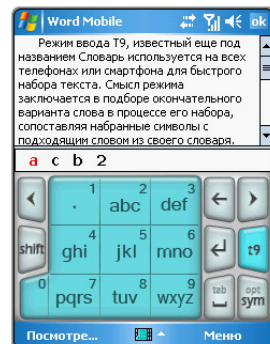 Word Mobile ok
Режим ввода Т9, известный еще под
названием Словарь используется на всех
телефонах или смартфона для быстрого
набора текста. Смысл режима
заключается в подборе окончательного
варианта слова в процессе его набора,
сопоставляя набранные символы с
подходящим словом из своего словаря.
a c b 2
1 . 2 abc 3 def
shift 4 ghi 5 jkl 6 mno t9
0 7 pqrs 8 tuv 9 wxyz tab opt sym
Посмотре... Меню